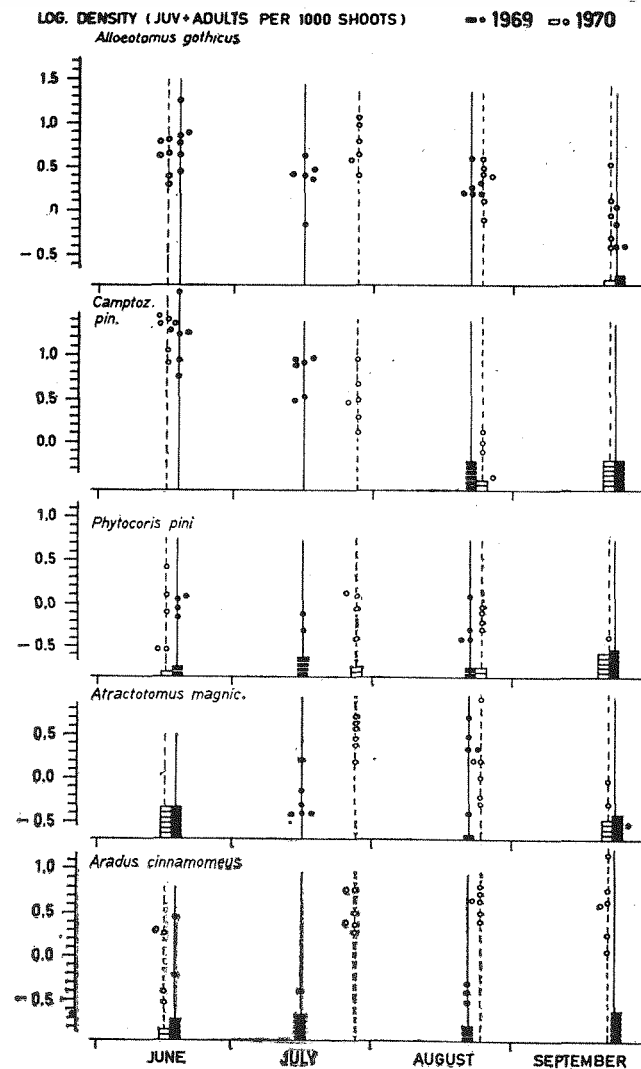 LOG. DENSITY (JUV+ADULTS PER 1000 SHOOTS) 1969 1970
Alloeotomus gothicus
1.5
1.0
0.5
.0
– 0.5
Camptoz. pin.
1.0
0.5
0.0
Phytocoris pini
1.0
0.5
0.0
– 0.5
Atractotomus magnic.
0.5
0.0
0.5
Aradus cinnamomeus
1.0
0.5
0.0
0.5
JUNE JULY AUGUST SEPTEMBER